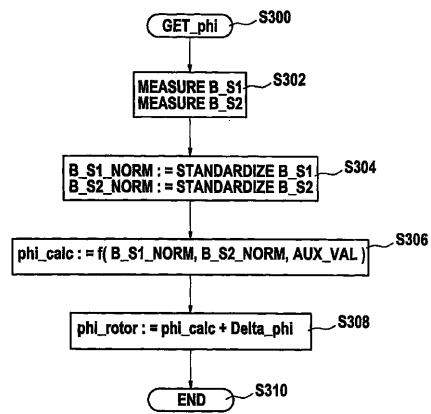 GET_phi
S300
MEASURE B_S1
MEASURE B_S2
S302
B_S1_NORM : = STANDARDIZE B_S1
B_S2_NORM : = STANDARDIZE B_S2
S304
phi_calc : = f( B_S1_NORM, B_S2_NORM, AUX_VAL )
S306
phi_rotor : = phi_calc + Delta_phi
S308
END
S310